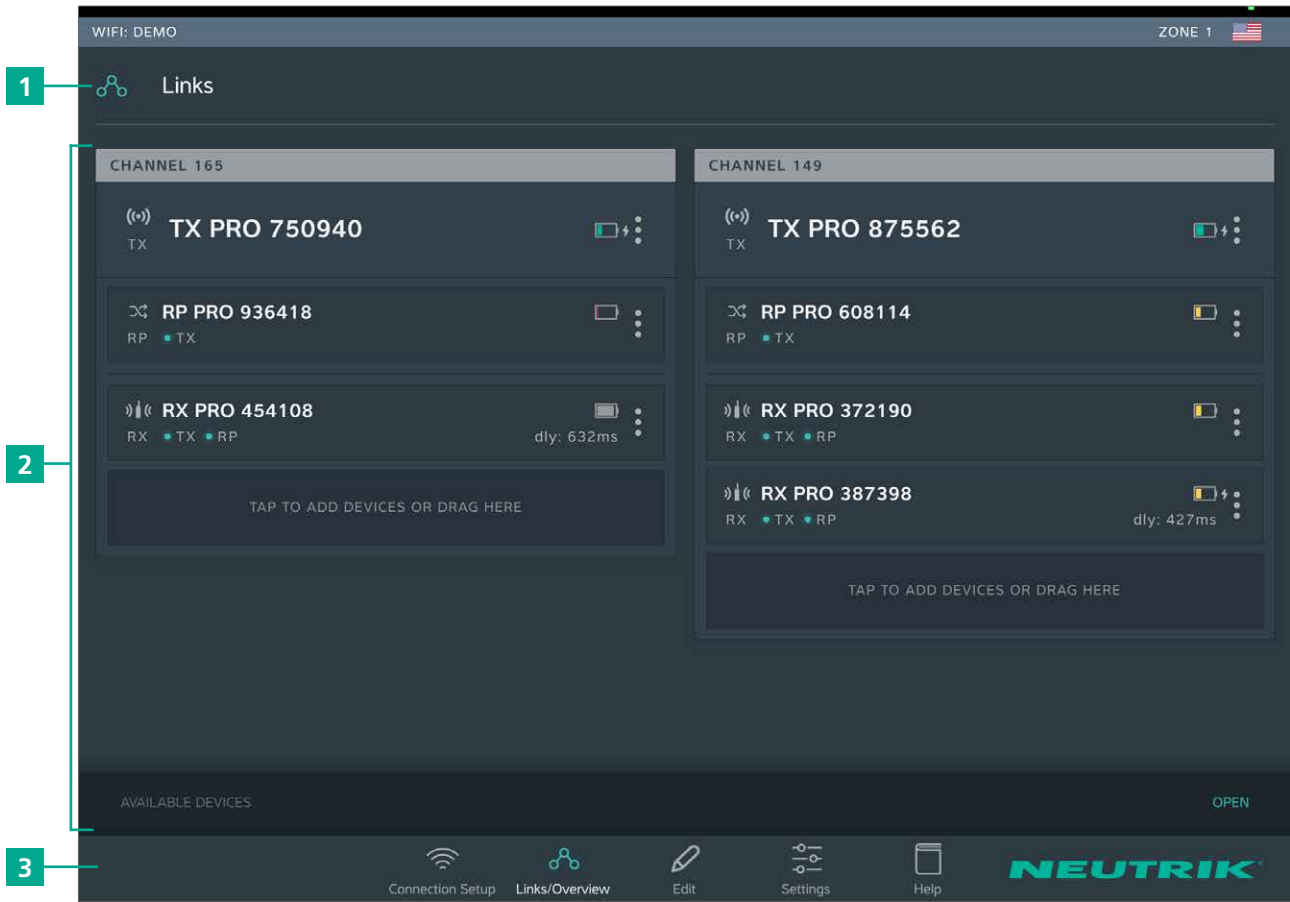 WIFI: DEMO
ZONE 1
1
Links
2
CHANNEL 165
TX PRO 750940
TX
RP PRO 936418
RP TX
RX PRO 454108
RX TX RP
dly: 632ms
TAP TO ADD DEVICES OR DRAG HERE
CHANNEL 149
TX PRO 875562
TX
RP PRO 608114
RP TX
RX PRO 372190
RX TX RP
RX PRO 387398
RX TX RP
dly: 427ms
TAP TO ADD DEVICES OR DRAG HERE
AVAILABLE DEVICES
OPEN
3
Connection Setup
Links/Overview
Edit
Settings
Help
NEUTRIK